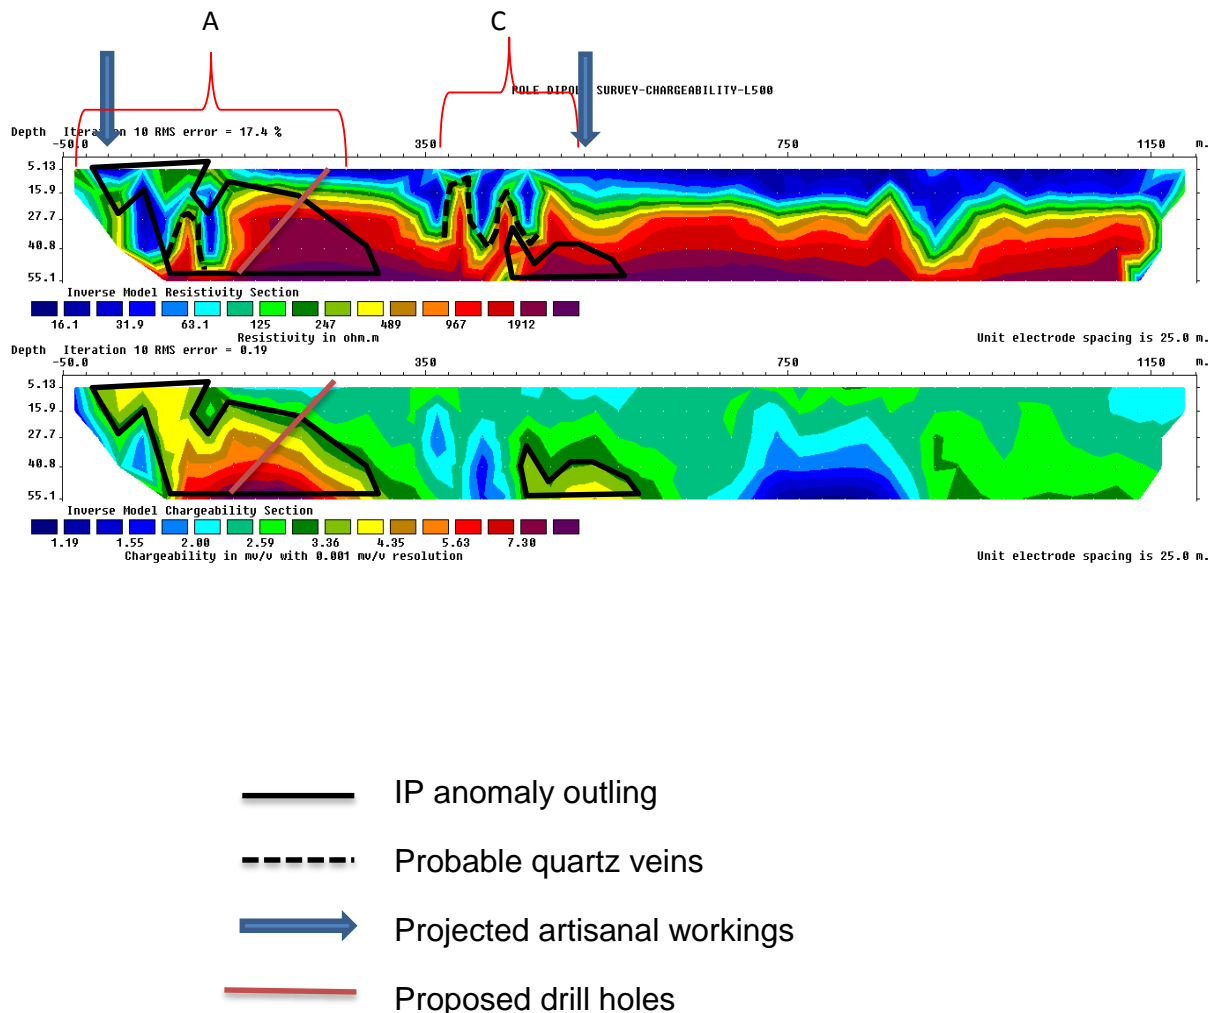 A C
POLE DIPOL SURVEY-CHARGEABILITY-L500
Depth Iteration 10 RMS error = 17.4 %
-50.0 350 750 1150 m.
5.13
15.9
27.7
40.8
55.1
Inverse Model Resistivity Section
16.1 31.9 63.1 125 247 489 967 1912
Resistivity in ohm.m
Unit electrode spacing is 25.0 m.
Depth Iteration 10 RMS error = 0.19
-50.0 350 750 1150 m.
5.13
15.9
27.7
40.8
55.1
Inverse Model Chargeability Section
1.19 1.55 2.00 2.59 3.36 4.35 5.63 7.30
Chargeability in mv/v with 0.001 mv/v resolution
Unit electrode spacing is 25.0 m.
IP anomaly outling
Probable quartz veins
Projected artisanal workings
Proposed drill holes